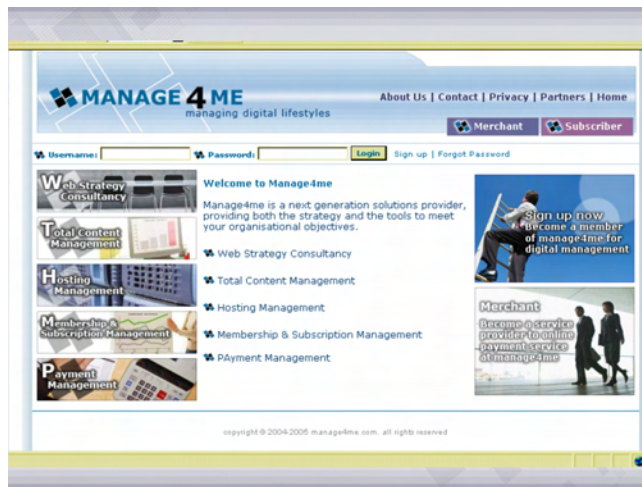 MANAGE 4 ME
managing digital lifestyles
About Us | Contact | Privacy | Partners | Home
Merchant
Subscriber
Username:
Password:
Login
Sign up | Forgot Password
Web Strategy
Consultancy
Total Content
Management
Hosting
Management
Membership &
Subscription Management
Payment
Management
Welcome to Manage4me
Manage4me is a next generation solutions provider,
providing both the strategy and the tools to meet
your organisational objectives.
Web Strategy Consultancy
Total Content Management
Hosting Management
Membership & Subscription Management
PAyment Management
Sign up now
Become a member
of manage4me for
digital management
Merchant
Become a service
provider to online
payment service
at manage4me
copyright © 2004-2005 manage4me.com. all rights reserved